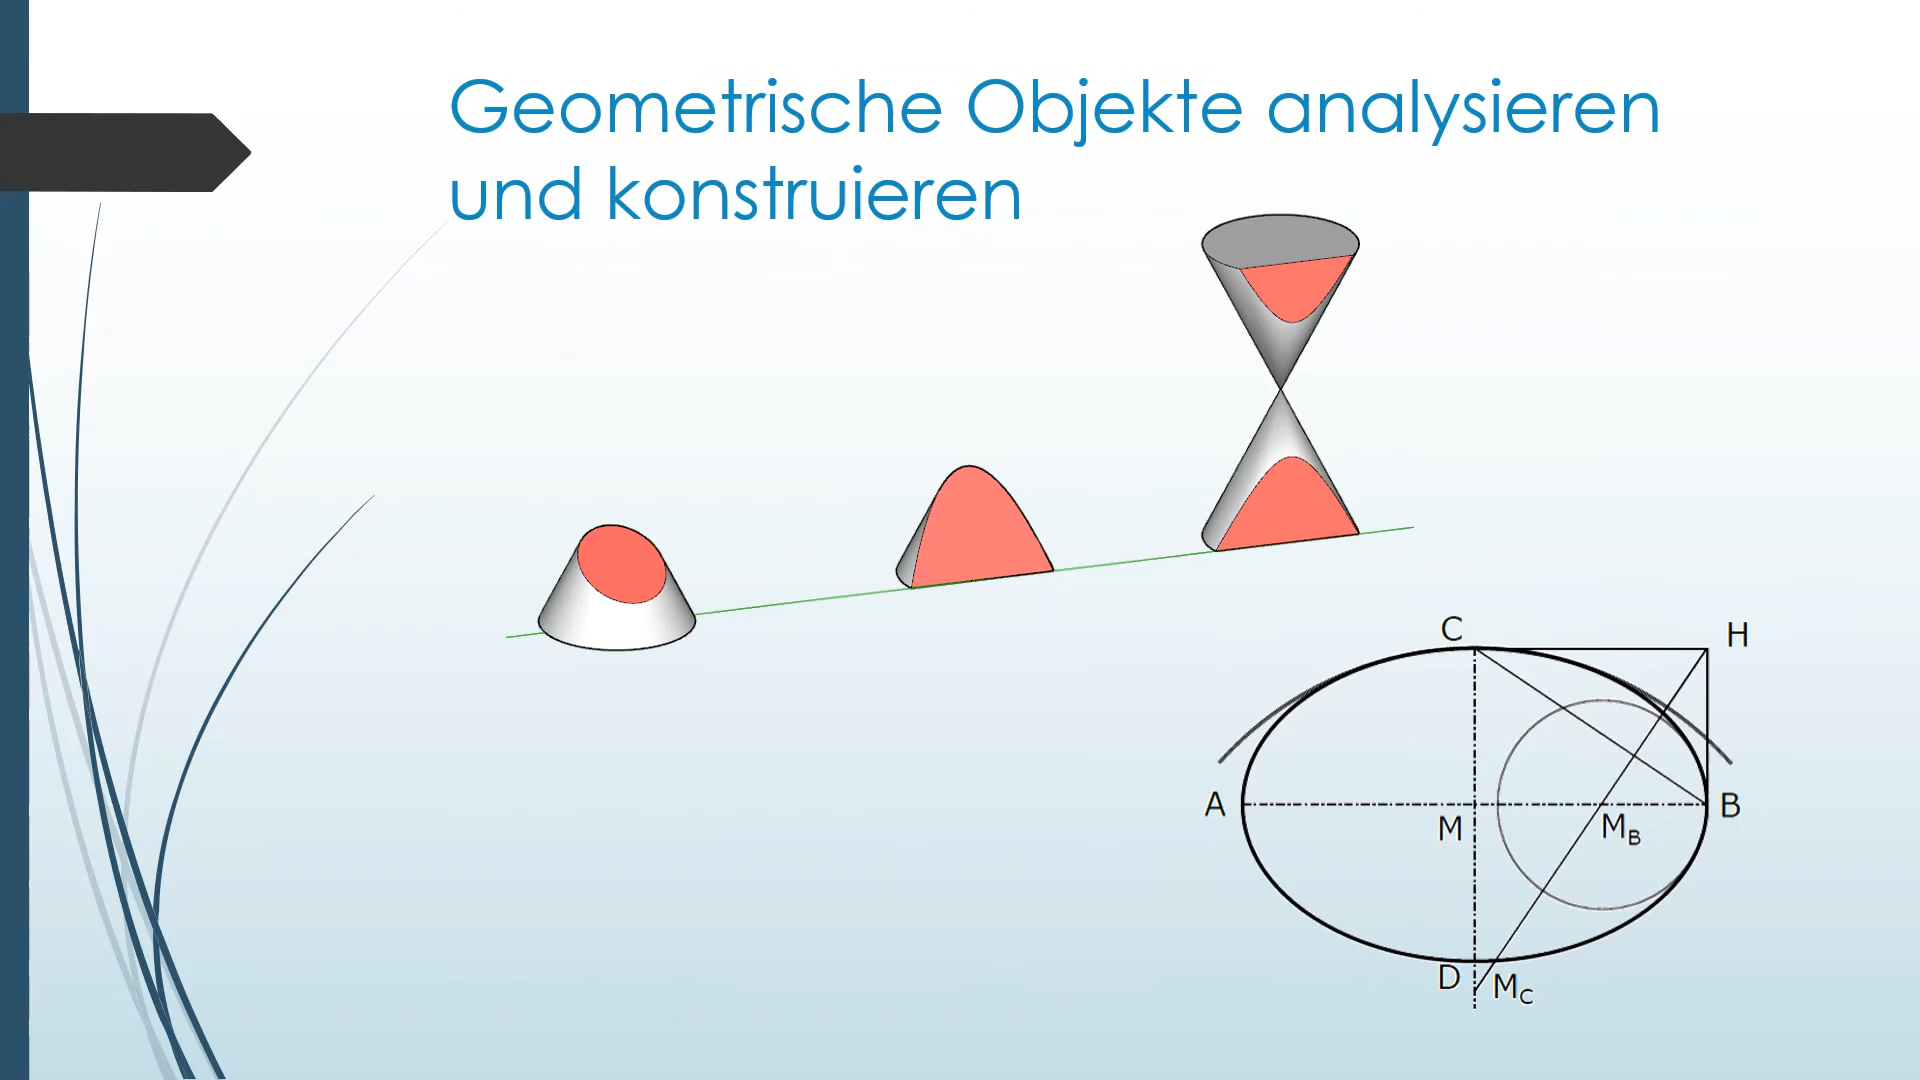 Geometrische Objekte analysieren
und konstruieren
C
H
A
B
M
M_B
D
M_C